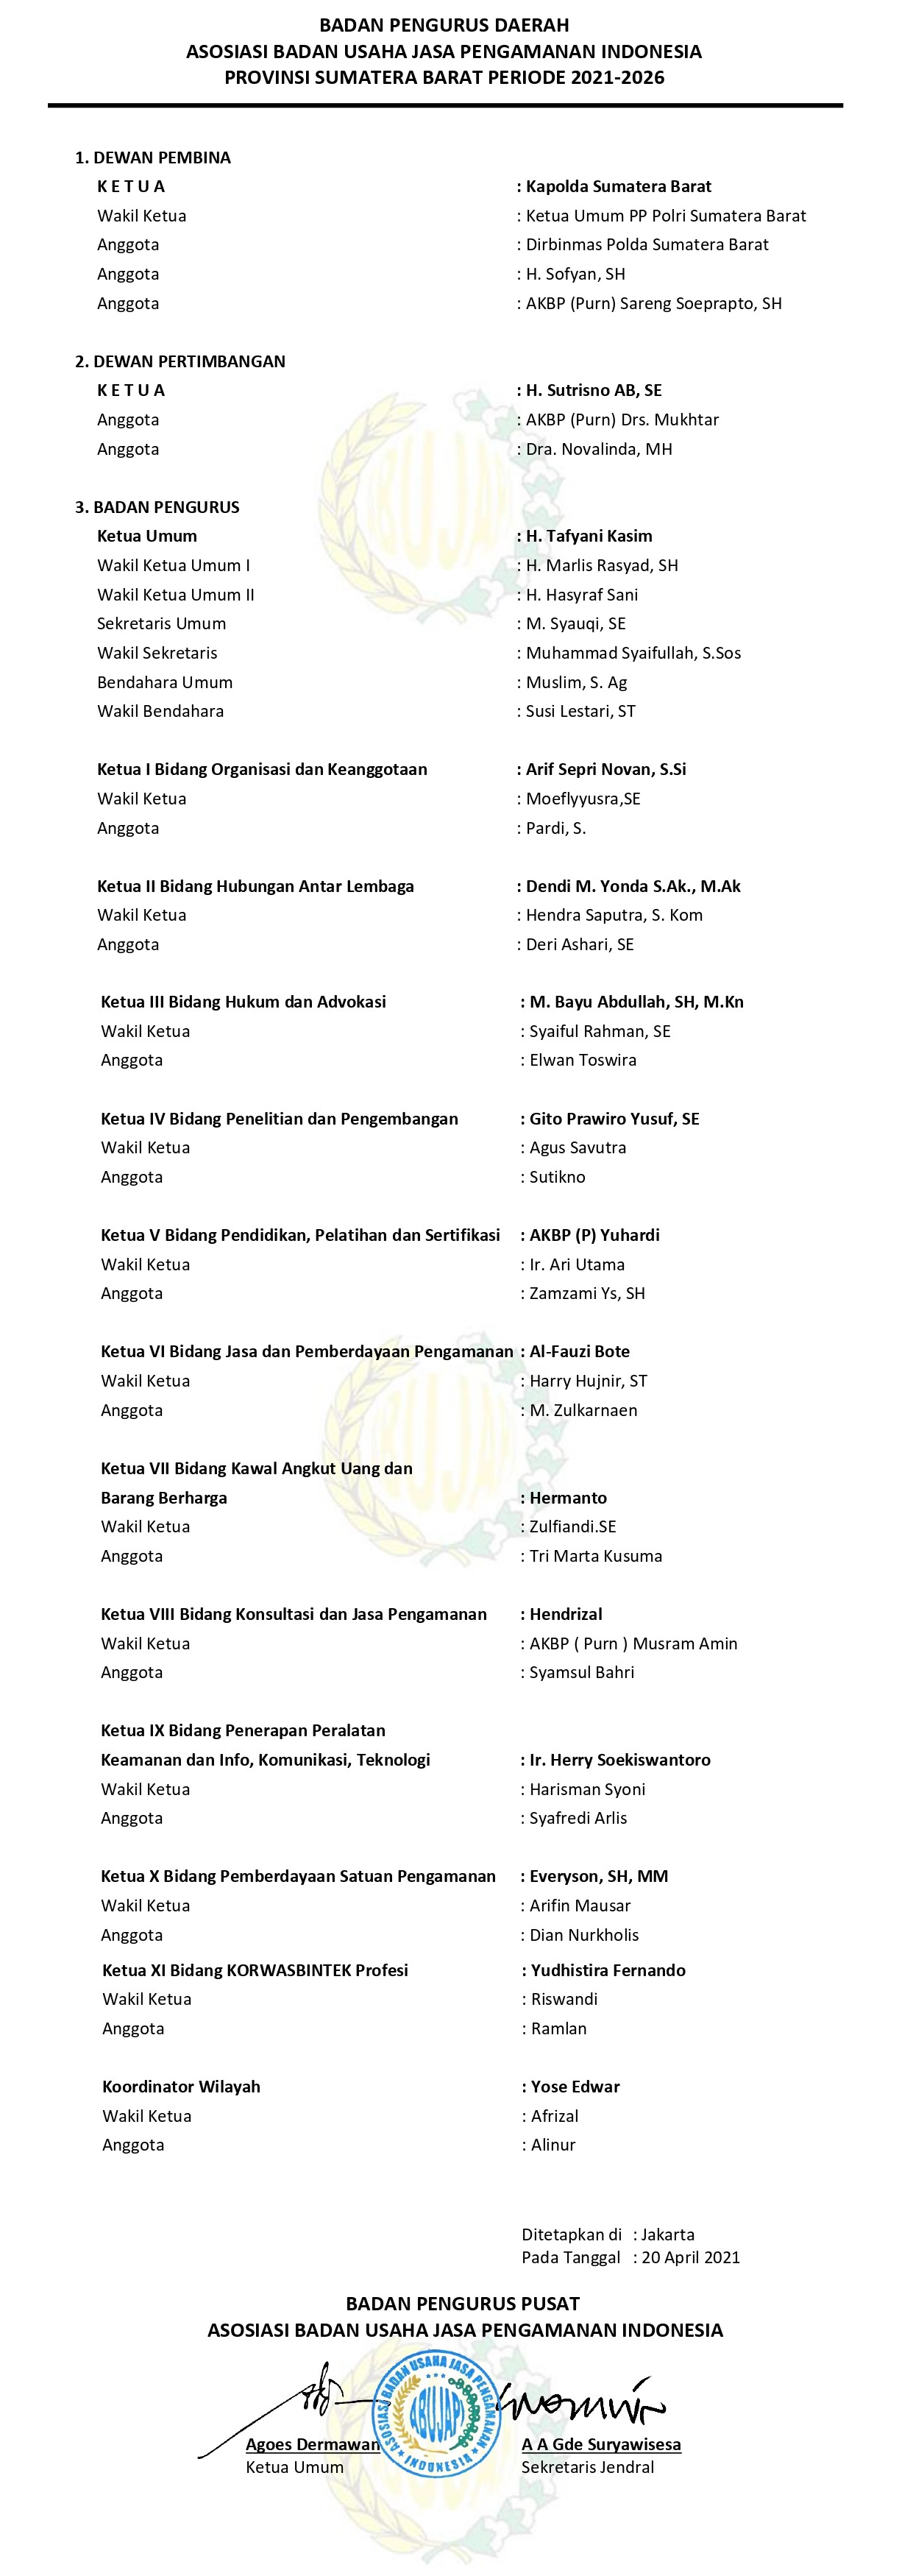 BADAN PENGURUS DAERAH
ASOSIASI BADAN USAHA JASA PENGAMANAN INDONESIA
PROVINSI SUMATERA BARAT PERIODE 2021-2026
1. DEWAN PEMBINA
K E T U A : Kapolda Sumatera Barat
Wakil Ketua : Ketua Umum PP Polri Sumatera Barat
Anggota : Dirbinmas Polda Sumatera Barat
Anggota : H. Sofyan, SH
Anggota : AKBP (Purn) Sareng Soeprapto, SH
2. DEWAN PERTIMBANGAN
K E T U A : H. Sutrisno AB, SE
Anggota : AKBP (Purn) Drs. Mukhtar
Anggota : Dra. Novalinda, MH
3. BADAN PENGURUS
Ketua Umum : H. Tafyani Kasim
Wakil Ketua Umum I : H. Marlis Rasyad, SH
Wakil Ketua Umum II : H. Hasyraf Sani
Sekretaris Umum : M. Syauqi, SE
Wakil Sekretaris : Muhammad Syaifullah, S.Sos
Bendahara Umum : Muslim, S. Ag
Wakil Bendahara : Susi Lestari, ST
Ketua I Bidang Organisasi dan Keanggotaan : Arif Sepri Novan, S.Si
Wakil Ketua : Moeflyyusra,SE
Anggota : Pardi, S.
Ketua II Bidang Hubungan Antar Lembaga : Dendi M. Yonda S.Ak., M.Ak
Wakil Ketua : Hendra Saputra, S. Kom
Anggota : Deri Ashari, SE
Ketua III Bidang Hukum dan Advokasi : M. Bayu Abdullah, SH, M.Kn
Wakil Ketua : Syaiful Rahman, SE
Anggota : Elwan Toswira
Ketua IV Bidang Penelitian dan Pengembangan : Gito Prawiro Yusuf, SE
Wakil Ketua : Agus Savutra
Anggota : Sutikno
Ketua V Bidang Pendidikan, Pelatihan dan Sertifikasi : AKBP (P) Yuhardi
Wakil Ketua : Ir. Ari Utama
Anggota : Zamzami Ys, SH
Ketua VI Bidang Jasa dan Pemberdayaan Pengamanan : Al-Fauzi Bote
Wakil Ketua : Harry Hujnir, ST
Anggota : M. Zulkarnaen
Ketua VII Bidang Kawal Angkut Uang dan
Barang Berharga : Hermanto
Wakil Ketua : Zulfiandi.SE
Anggota : Tri Marta Kusuma
Ketua VIII Bidang Konsultasi dan Jasa Pengamanan : Hendrizal
Wakil Ketua : AKBP ( Purn ) Musram Amin
Anggota : Syamsul Bahri
Ketua IX Bidang Penerapan Peralatan
Keamanan dan Info, Komunikasi, Teknologi : Ir. Herry Soekiswantoro
Wakil Ketua : Harisman Syoni
Anggota : Syafredi Arlis
Ketua X Bidang Pemberdayaan Satuan Pengamanan : Everyson, SH, MM
Wakil Ketua : Arifin Mausar
Anggota : Dian Nurkholis
Ketua XI Bidang KORWASBINTEK Profesi : Yudhistira Fernando
Wakil Ketua : Riswandi
Anggota : Ramlan
Koordinator Wilayah : Yose Edwar
Wakil Ketua : Afrizal
Anggota : Alinur
Ditetapkan di : Jakarta
Pada Tanggal : 20 April 2021
BADAN PENGURUS PUSAT
ASOSIASI BADAN USAHA JASA PENGAMANAN INDONESIA
ASOSIASI BADAN USAHA JASA PENGAMANAN
ABUJAPI
INDONESIA
Agoes Dermawan A A Gde Suryawisesa
Ketua Umum Sekretaris Jendral